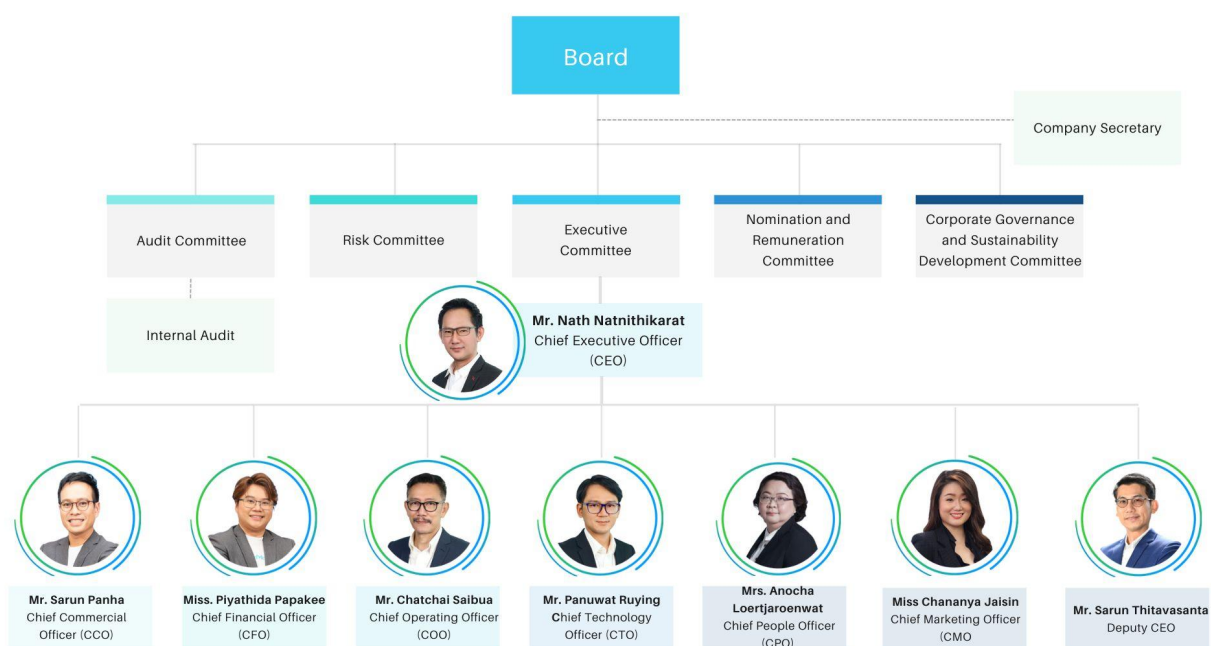 Board
Company Secretary
Audit Committee
Risk Committee
Executive
Committee
Nomination and
Remuneration
Committee
Corporate Governance
and Sustainability
Development Committee
Internal Audit
Mr. Nath Natnithikarat
Chief Executive Officer
(CEO)
Mr. Sarun Panha
Chief Commercial
Officer (CCO)
Miss. Piyathida Papakee
Chief Financial Officer
(CFO)
Mr. Chatchai Saibua
Chief Operating Officer
(COO)
Mr. Panuwat Ruying
Chief Technology
Officer (CTO)
Mrs. Anocha
Loertjaroenwat
Chief People Officer
(CPO)
Miss Chananya Jaisin
Chief Marketing Officer
(CMO
Mr. Sarun Thitavasanta
Deputy CEO